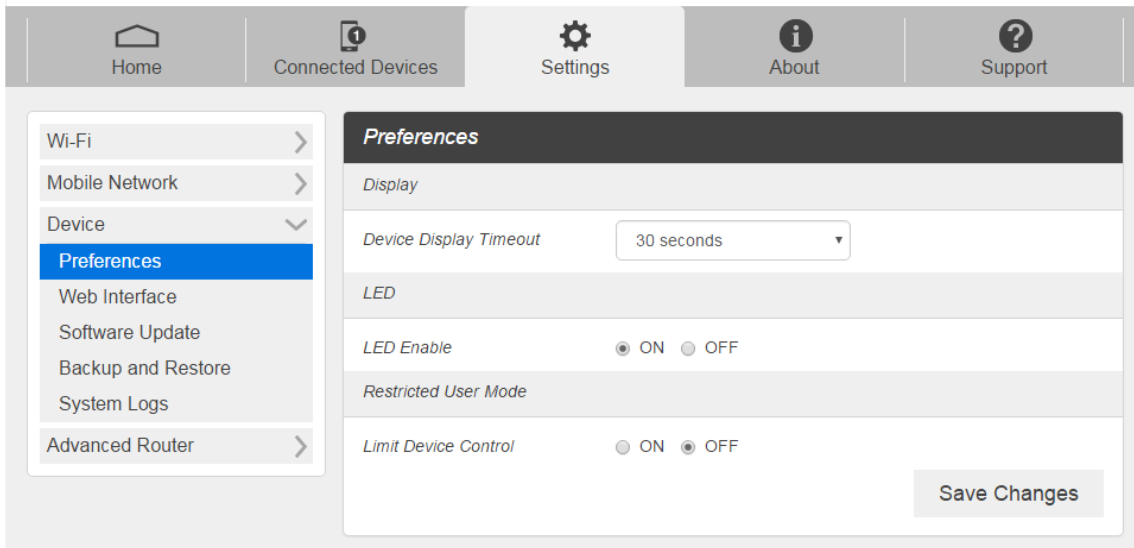 1
Home Connected Devices Settings About Support
Wi-Fi
Mobile Network
Device
Preferences
Web Interface
Software Update
Backup and Restore
System Logs
Advanced Router
Preferences
Display
Device Display Timeout 30 seconds
LED
LED Enable ON OFF
Restricted User Mode
Limit Device Control ON OFF
Save Changes